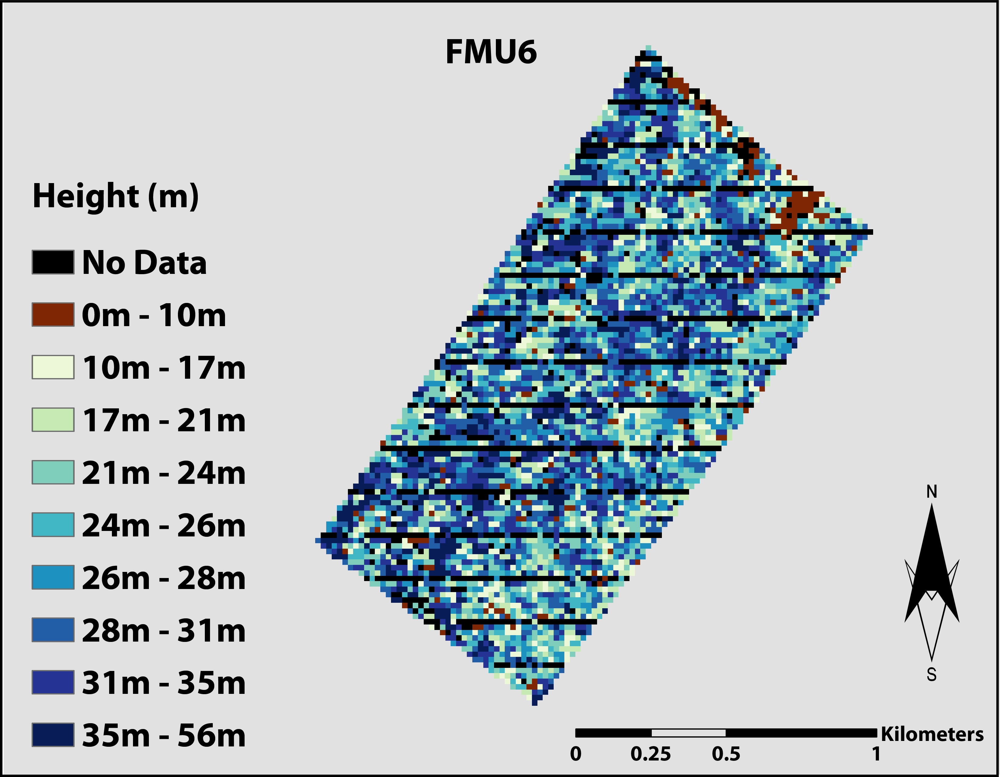 FMU6
Height (m)
No Data
0m - 10m
10m - 17m
17m - 21m
21m - 24m
24m - 26m
26m - 28m
28m - 31m
31m - 35m
35m - 56m
N
S
Kilometers
0 0.25 0.5 1